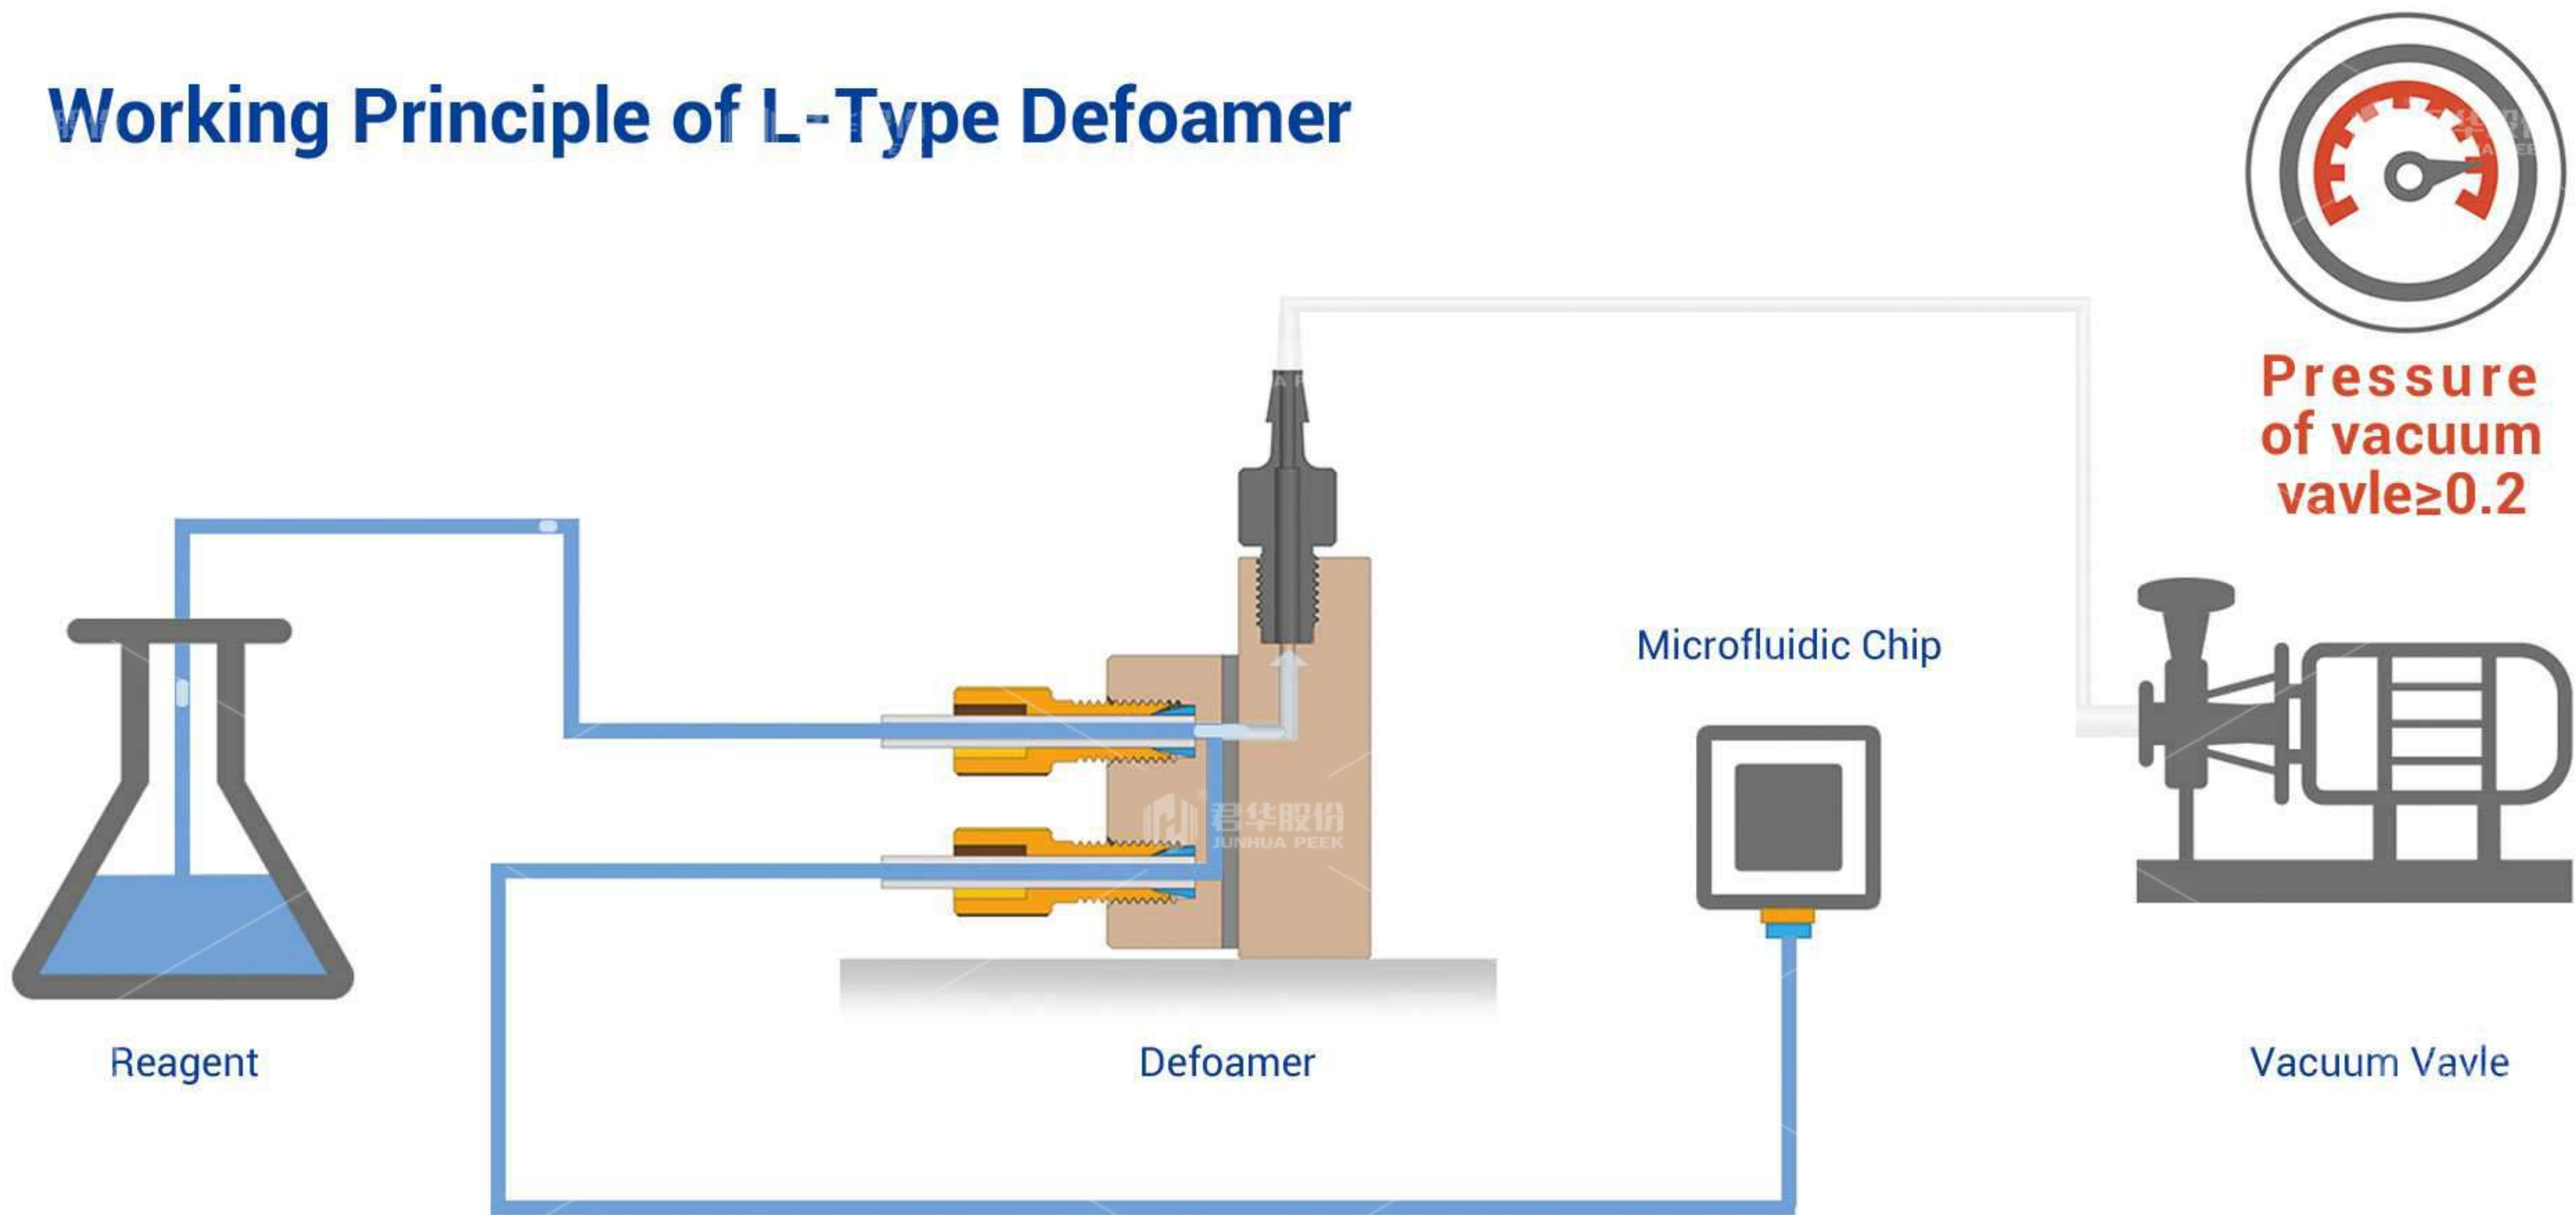 Working Principle of L-Type Defoamer
Pressure
of vacuum
vavle≥0.2
Microfluidic Chip
君华股份
JUNHUA PEEK
Reagent
Defoamer
Vacuum Vavle